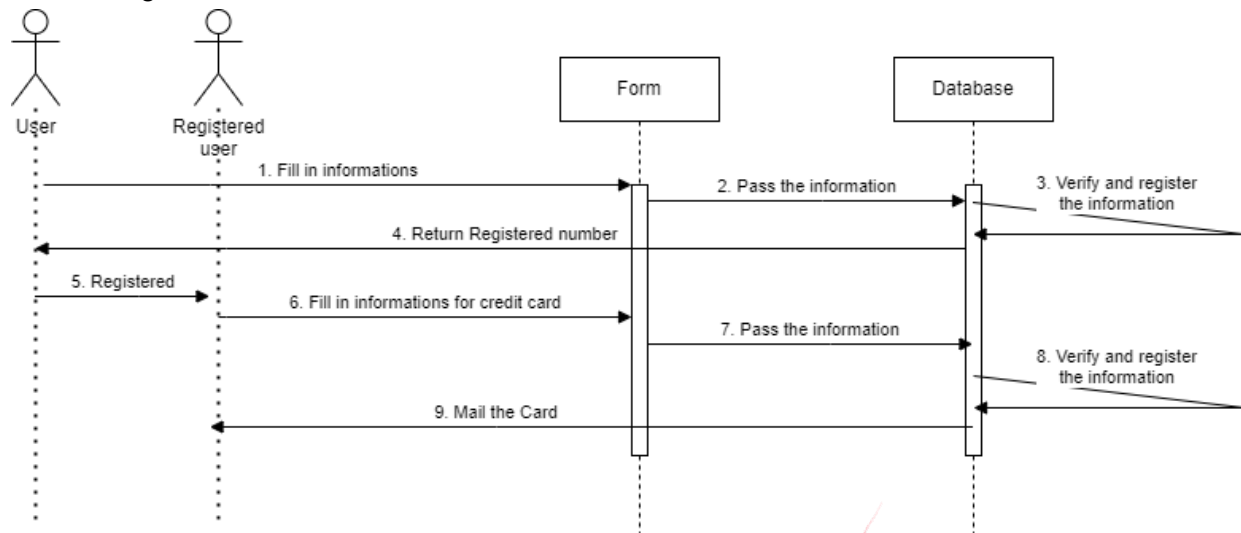 Form
Database
User
Registered
user
1. Fill in informations
2. Pass the information
3. Verify and register
the information
4. Return Registered number
5. Registered
6. Fill in informations for credit card
7. Pass the information
8. Verify and register
the information
9. Mail the Card